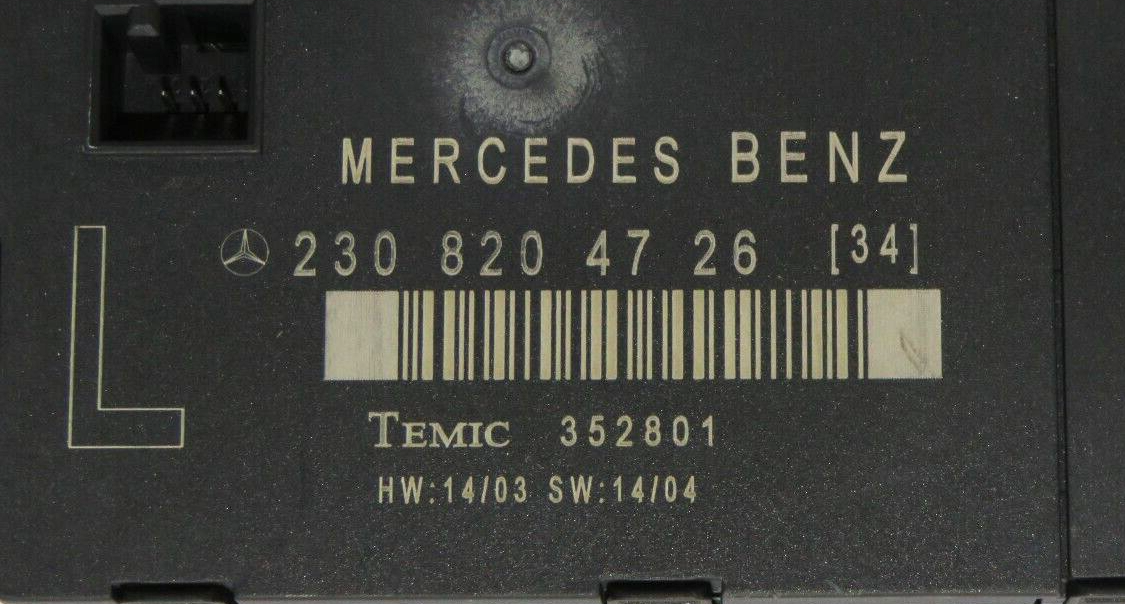 MERCEDES BENZ
L
230 820 47 26 [34]
TEMIC 352801
HW:14/03 SW:14/04